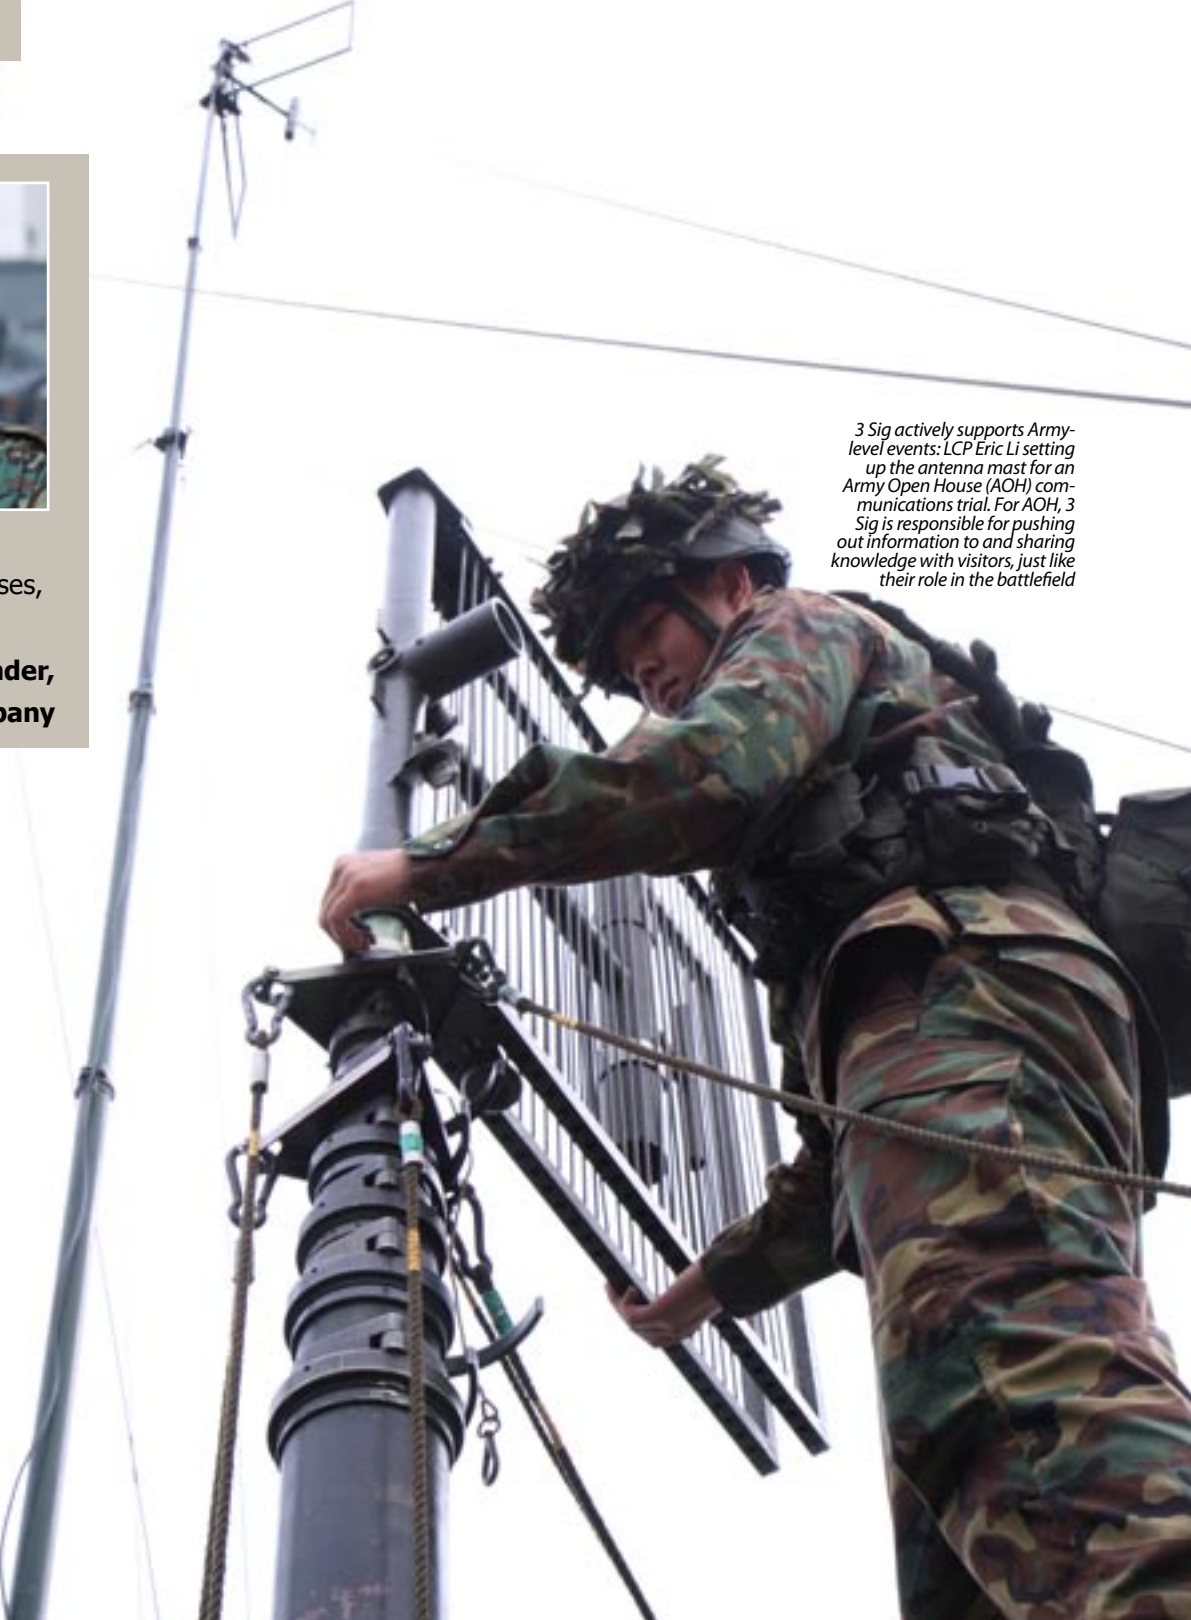 ses,
3 Sig actively supports Army-
level events: LCP Eric Li setting
up the antenna mast for an
Army Open House (AOH) com-
munications trial. For AOH, 3
Sig is responsible for pushing
out information to and sharing
knowledge with visitors, just like
their role in the battlefield